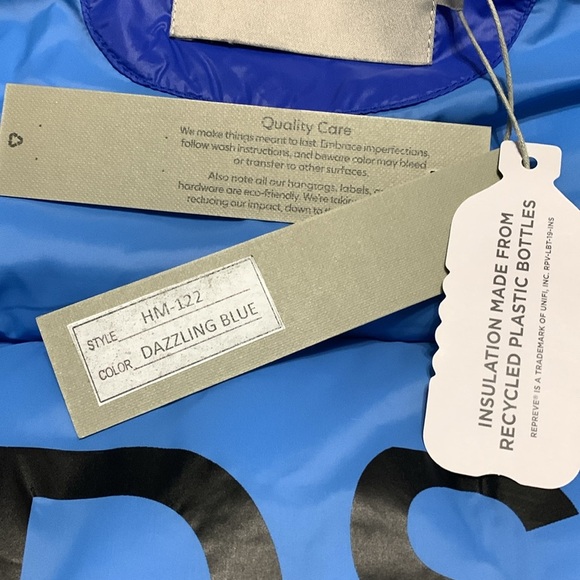 Quality Care
We make things meant to last. Embrace imperfections,
follow wash instructions, and beware color may bleed
or transfer to other surfaces.
Also note all our hangtags, labels,
hardware are eco-friendly. We're taking
reducing our impact, down to
STYLE HM-122
COLOR DAZZLING BLUE
INSULATION MADE FROM
RECYCLED PLASTIC BOTTLES
REPREVE® IS A TRADEMARK OF UNIFI, INC. RPV-LBT-19-INS